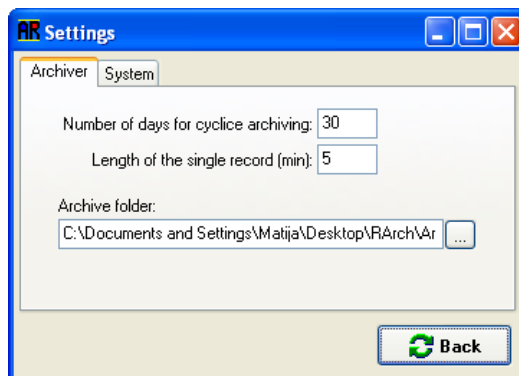 AR Settings
Archiver System
Number of days for cyclice archiving: 30
Length of the single record (min): 5
Archive folder:
C:\Documents and Settings\Matija\Desktop\RArch\Ar ...
Back